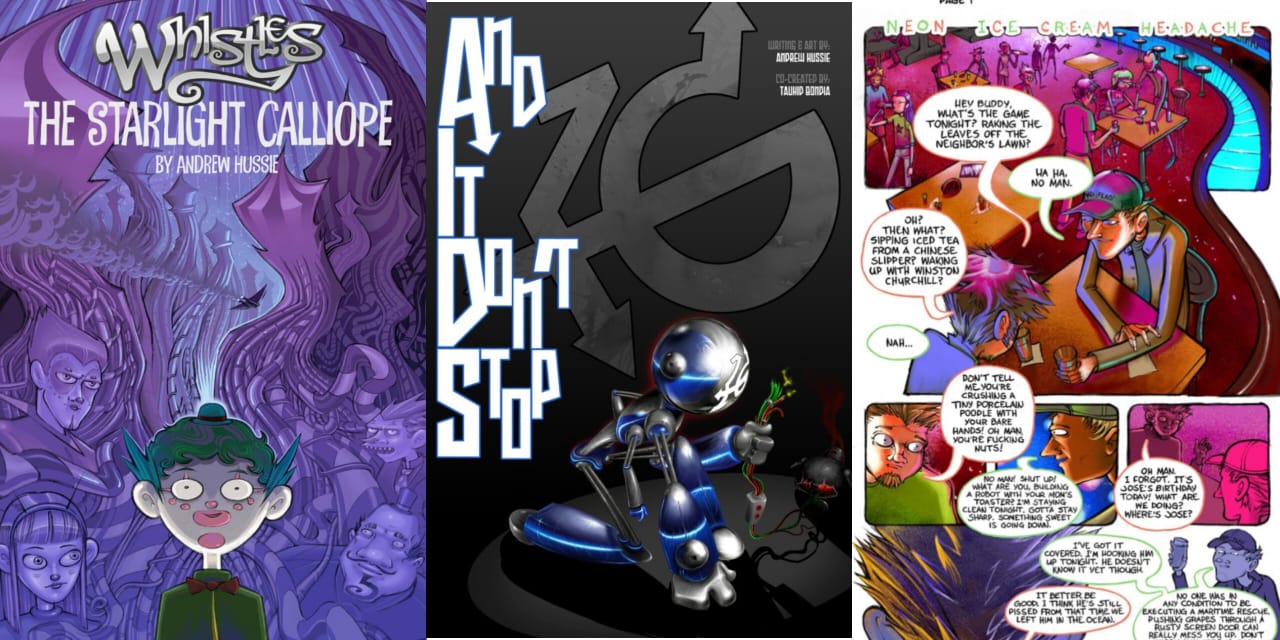 Whistles
THE STARLIGHT CALLIOPE
BY ANDREW HUSSIE
AND
IT
DON'T
STOP
WRITING & ART BY:
ANDREW HUSSIE
CO-CREATED BY:
TAUHID BONDIA
PAGE 1
NEON ICE CREAM HEADACHE
HEY BUDDY,
WHAT'S THE GAME
TONIGHT? RAKING THE
LEAVES OFF THE
NEIGHBOR'S LAWN?
HA HA,
NO MAN.
OH?
THEN WHAT?
SIPPING ICED TEA
FROM A CHINESE
SLIPPER? WAKING
UP WITH WINSTON
CHURCHILL?
NAH...
DON'T TELL
ME YOU'RE
CRUSHING A
TINY PORCELAIN
POODLE WITH
YOUR BARE
HANDS! OH MAN,
YOU'RE FUCKING
NUTS!
NO MAN! SHUT UP!
WHAT ARE YOU, BUILDING
A ROBOT WITH YOUR MOM'S
TOASTER? I'M STAYING
CLEAN TONIGHT. GOTTA STAY
SHARP. SOMETHING SWEET
IS GOING DOWN.
OH MAN.
I FORGOT. IT'S
JOSE'S BIRTHDAY
TODAY! WHAT ARE
WE DOING?
WHERE'S JOSE?
I'VE GOT IT
COVERED. I'M HOOKING HIM
UP TONIGHT. HE DOESN'T
KNOW IT YET THOUGH.
IT BETTER BE
GOOD. I THINK HE'S STILL
PISSED FROM THAT TIME WE
LEFT HIM IN THE OCEAN.
NO ONE WAS IN
ANY CONDITION TO BE
EXECUTING A MARITIME RESCUE.
PUSHING GRAPES THROUGH A
RUSTY SCREEN DOOR CAN
REALLY MESS YOU UP. DON'T